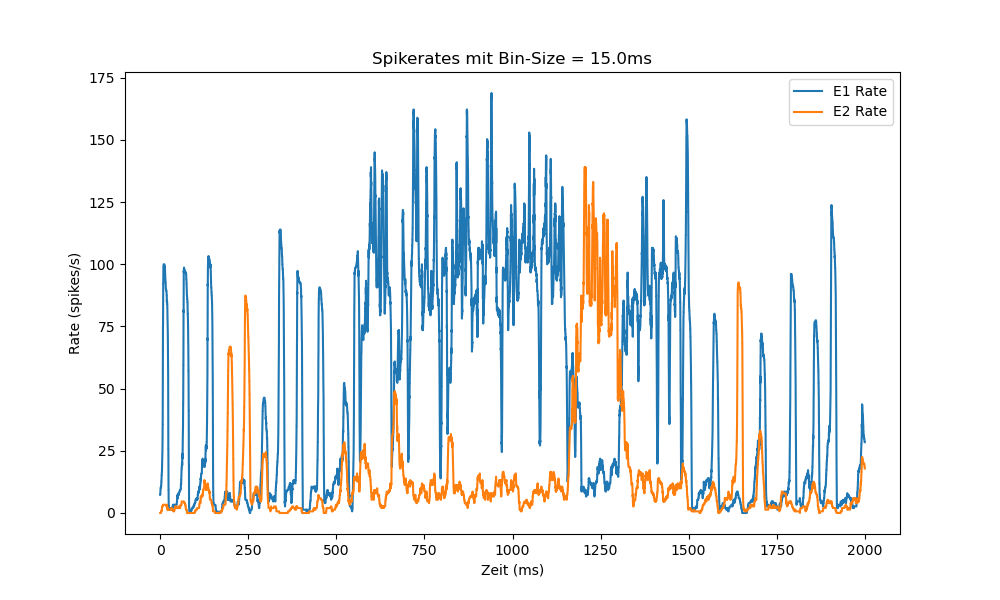 Spikerates mit Bin-Size = 15.0ms
E1 Rate
E2 Rate
175
150
125
100
75
50
25
0
Rate (spikes/s)
0 250 500 750 1000 1250 1500 1750 2000
Zeit (ms)